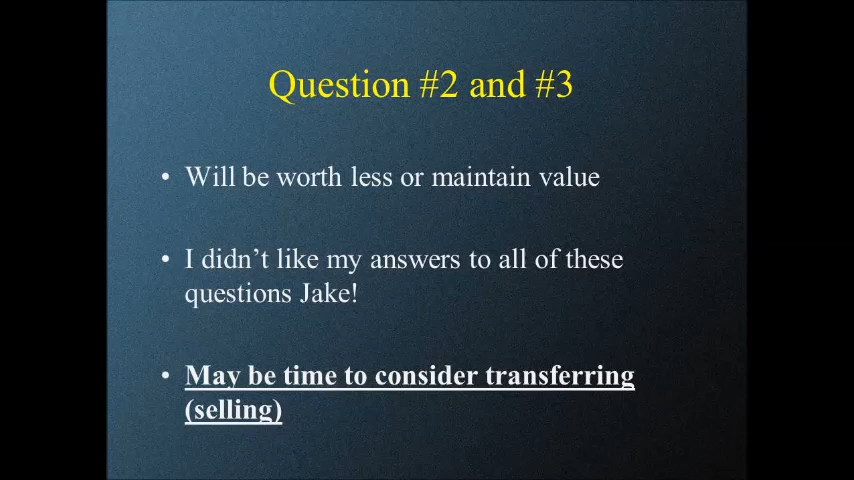 Question #2 and #3
• Will be worth less or maintain value
• I didn’t like my answers to all of these
questions Jake!
• May be time to consider transferring
(selling)